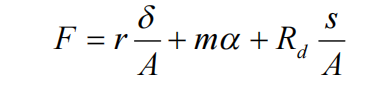 F = r δ/A + mα + R_d s/A